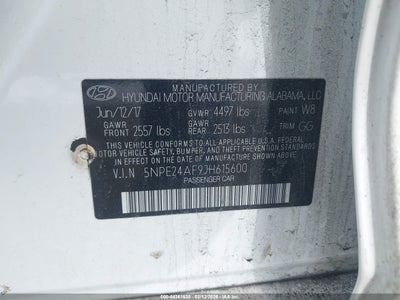 MANUFACTURED BY
HYUNDAI MOTOR MANUFACTURING ALABAMA, LLC
Jun/12/17 GVWR 4497 lbs PAINT W8
GAWR FRONT 2557 lbs GAWR REAR 2513 lbs TRIM GG
THIS VEHICLE CONFORMS TO ALL APPLICABLE U.S.A. FEDERAL
MOTOR VEHICLE SAFETY, BUMPER, AND THEFT PREVENTION
STANDARDS IN EFFECT ON THE DATE OF MANUFACTURE SHOWN ABOVE.
V.I.N 5NPE24AF9JH615600
PASSENGER CAR